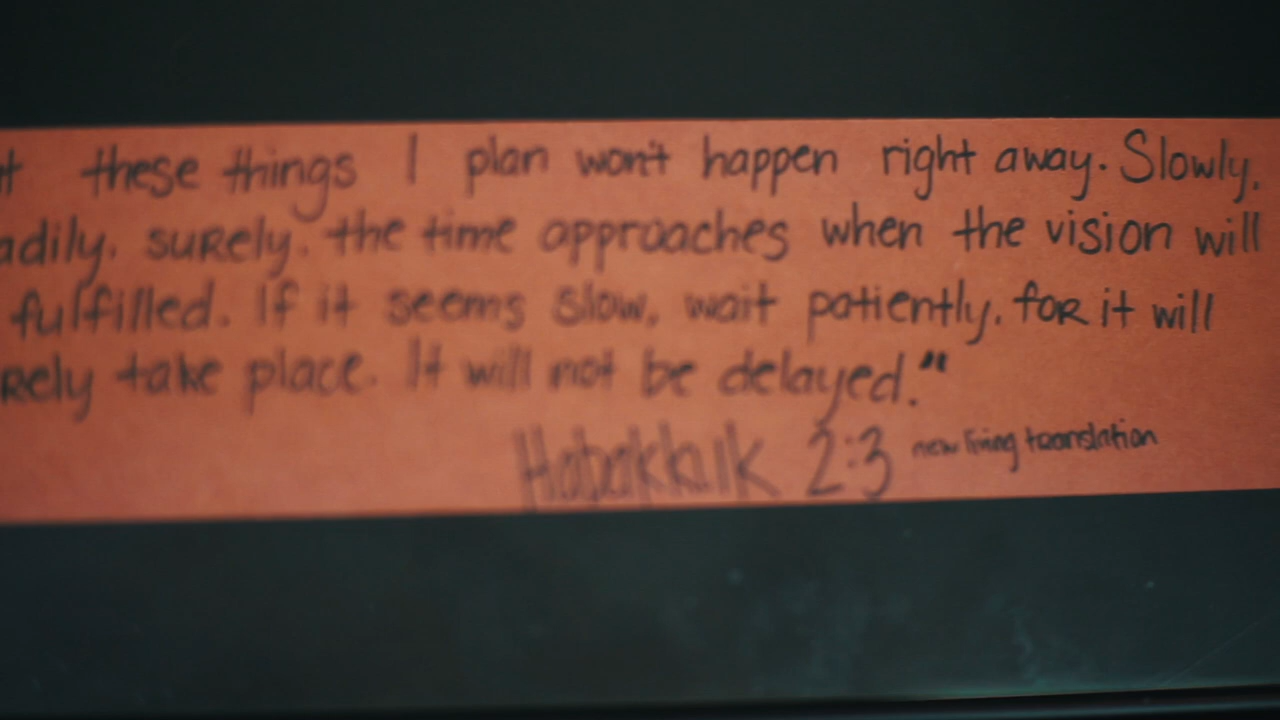 these things I plan won't happen right away. Slowly,
adily, surely, the time approaches when the vision will
fulfilled. If it seems slow, wait patiently, for it will
rely take place. It will not be delayed."
Habakkuk 2:3 new living translation